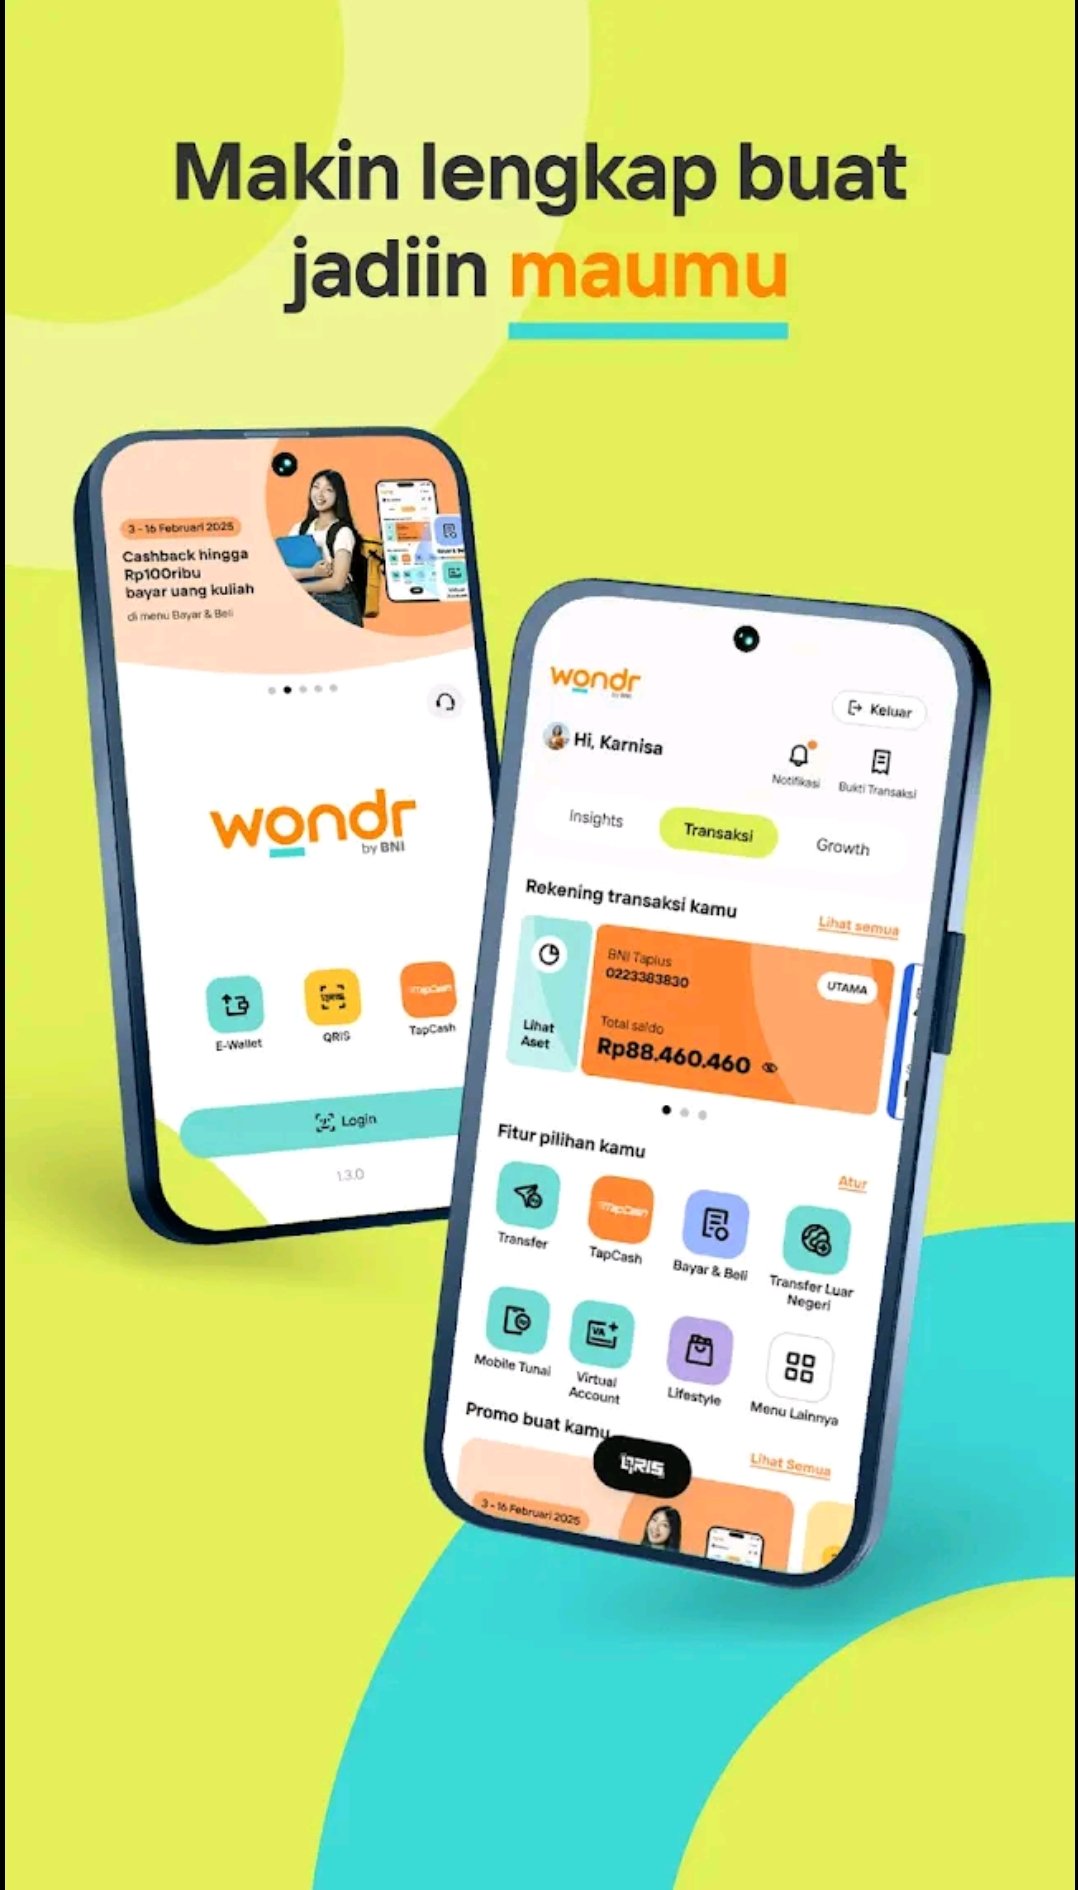 Makin lengkap buat
jadiin maumu
3 - 16 Februari 2025
Cashback hingga
Rp100ribu
bayar uang kuliah
di menu Bayar & Beli
wondr
by BNI
E-Wallet
QRIS
TapCash
Login
1.3.0
wondr
by BNI
Keluar
Hi, Karnisa
Notifikasi
Bukti Transaksi
Insights
Transaksi
Growth
Rekening transaksi kamu
Lihat semua
Lihat
Aset
BNI Taplus
0223383830
UTAMA
Total saldo
Rp88.460.460
Fitur pilihan kamu
Atur
Transfer
TapCash
TapCash
Bayar & Beli
Transfer Luar
Negeri
Mobile Tunai
VA
Virtual
Account
Lifestyle
Menu Lainnya
Promo buat kamu
Lihat Semua
QRIS
3 - 16 Februari 2025